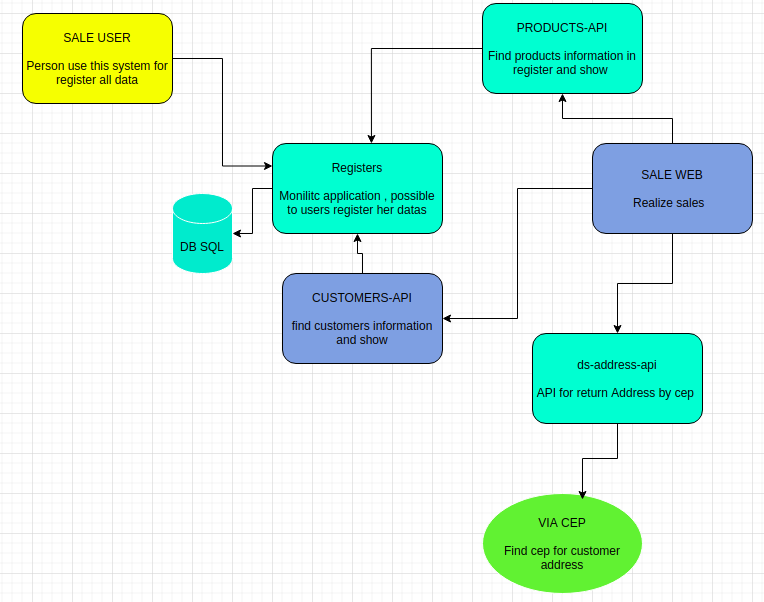 SALE USER
Person use this system for
register all data
PRODUCTS-API
Find products information in
register and show
Registers
Monilitc application , possible
to users register her datas
SALE WEB
Realize sales
DB SQL
CUSTOMERS-API
find customers information
and show
ds-address-api
API for return Address by cep
VIA CEP
Find cep for customer
address